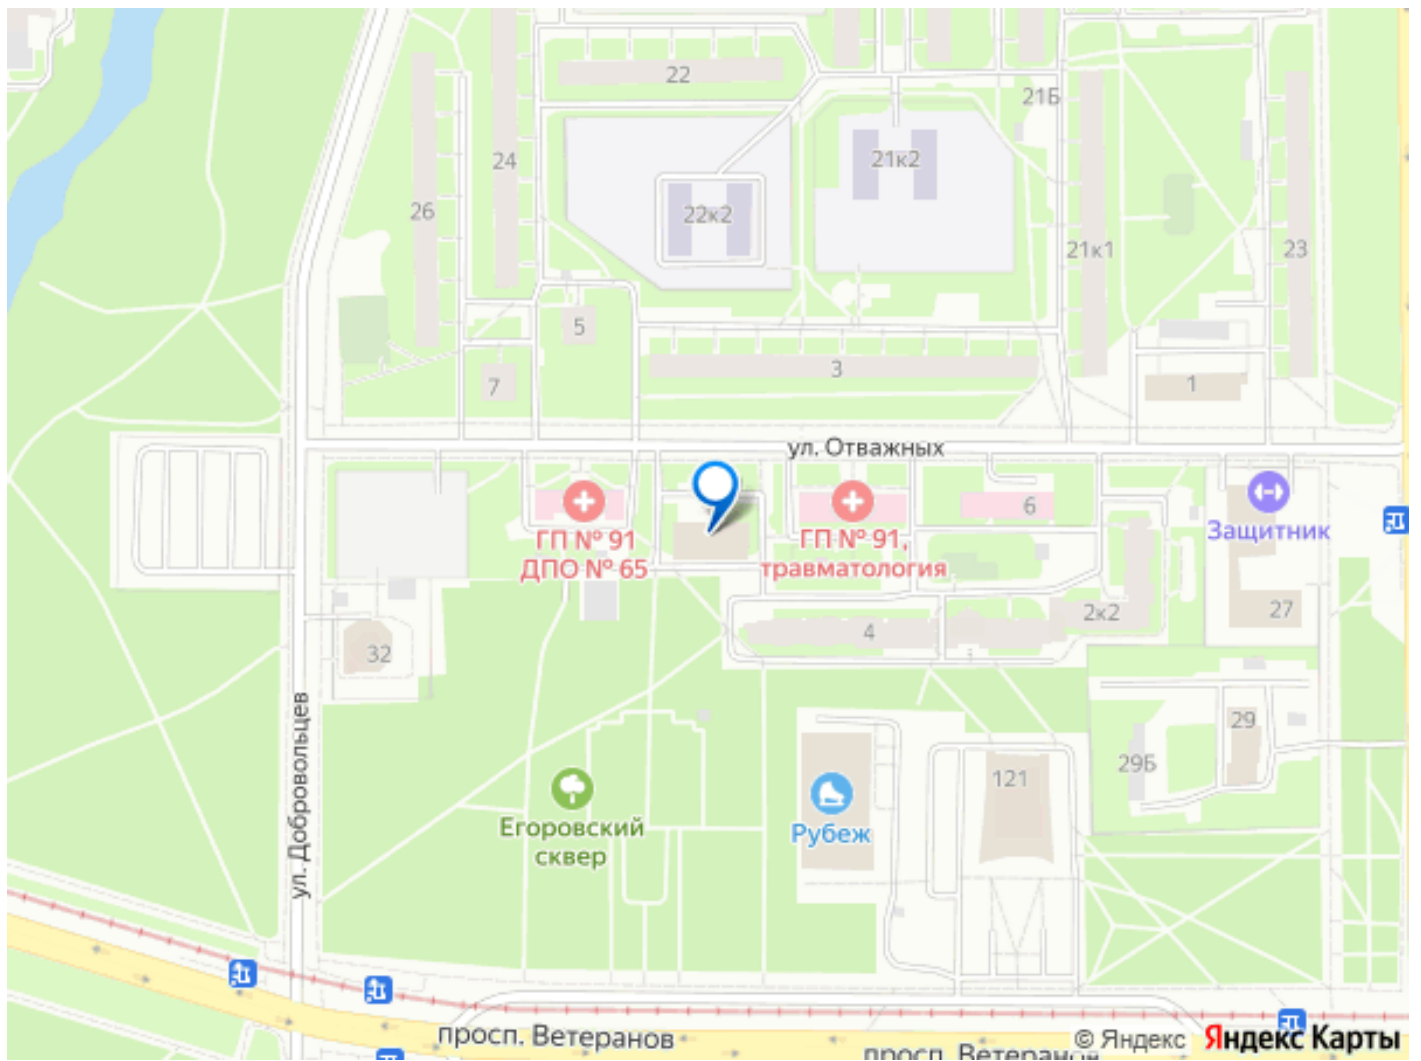 22
21Б
24
21к2
26
22к2
21к1
23
5
3
7
1
ул. Отважных
6
ГП № 91
ДПО № 65
ГП № 91,
травматология
Защитник
2к2
27
4
32
ул. Добровольцев
29
29Б
121
Рубеж
Егоровский
сквер
просп. Ветеранов
просп. Ветеранов
© Яндекс
Яндекс Карты